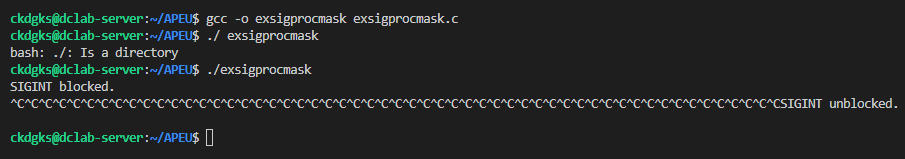 ckdgks@dclab-server:~/APEU$ gcc -o exsigprocmask exsigprocmask.c
ckdgks@dclab-server:~/APEU$ ./ exsigprocmask
bash: ./: Is a directory
ckdgks@dclab-server:~/APEU$ ./exsigprocmask
SIGINT blocked.
^C^C^C^C^C^C^C^C^C^C^C^C^C^C^C^C^C^C^C^C^C^C^C^C^C^C^C^C^C^C^C^C^C^C^C^C^C^C^C^C^C^C^C^C^C^C^C^C^C^C^C^C^C^C^CSIGINT unblocked.
ckdgks@dclab-server:~/APEU$